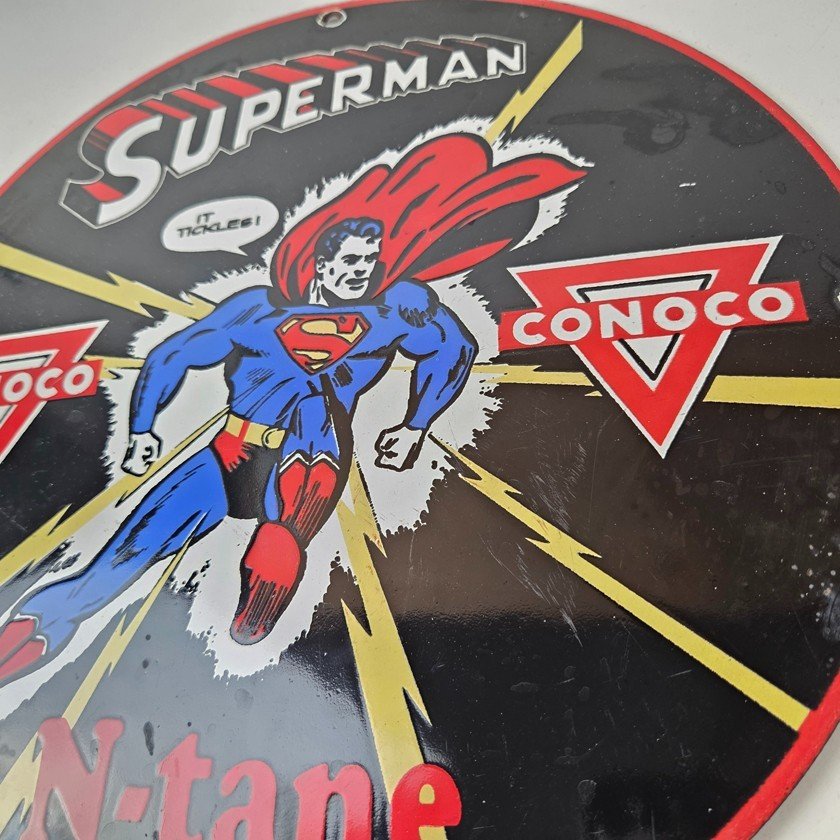 SUPERMAN
IT
TICKLES!
CONOCO
OCO
N-tane